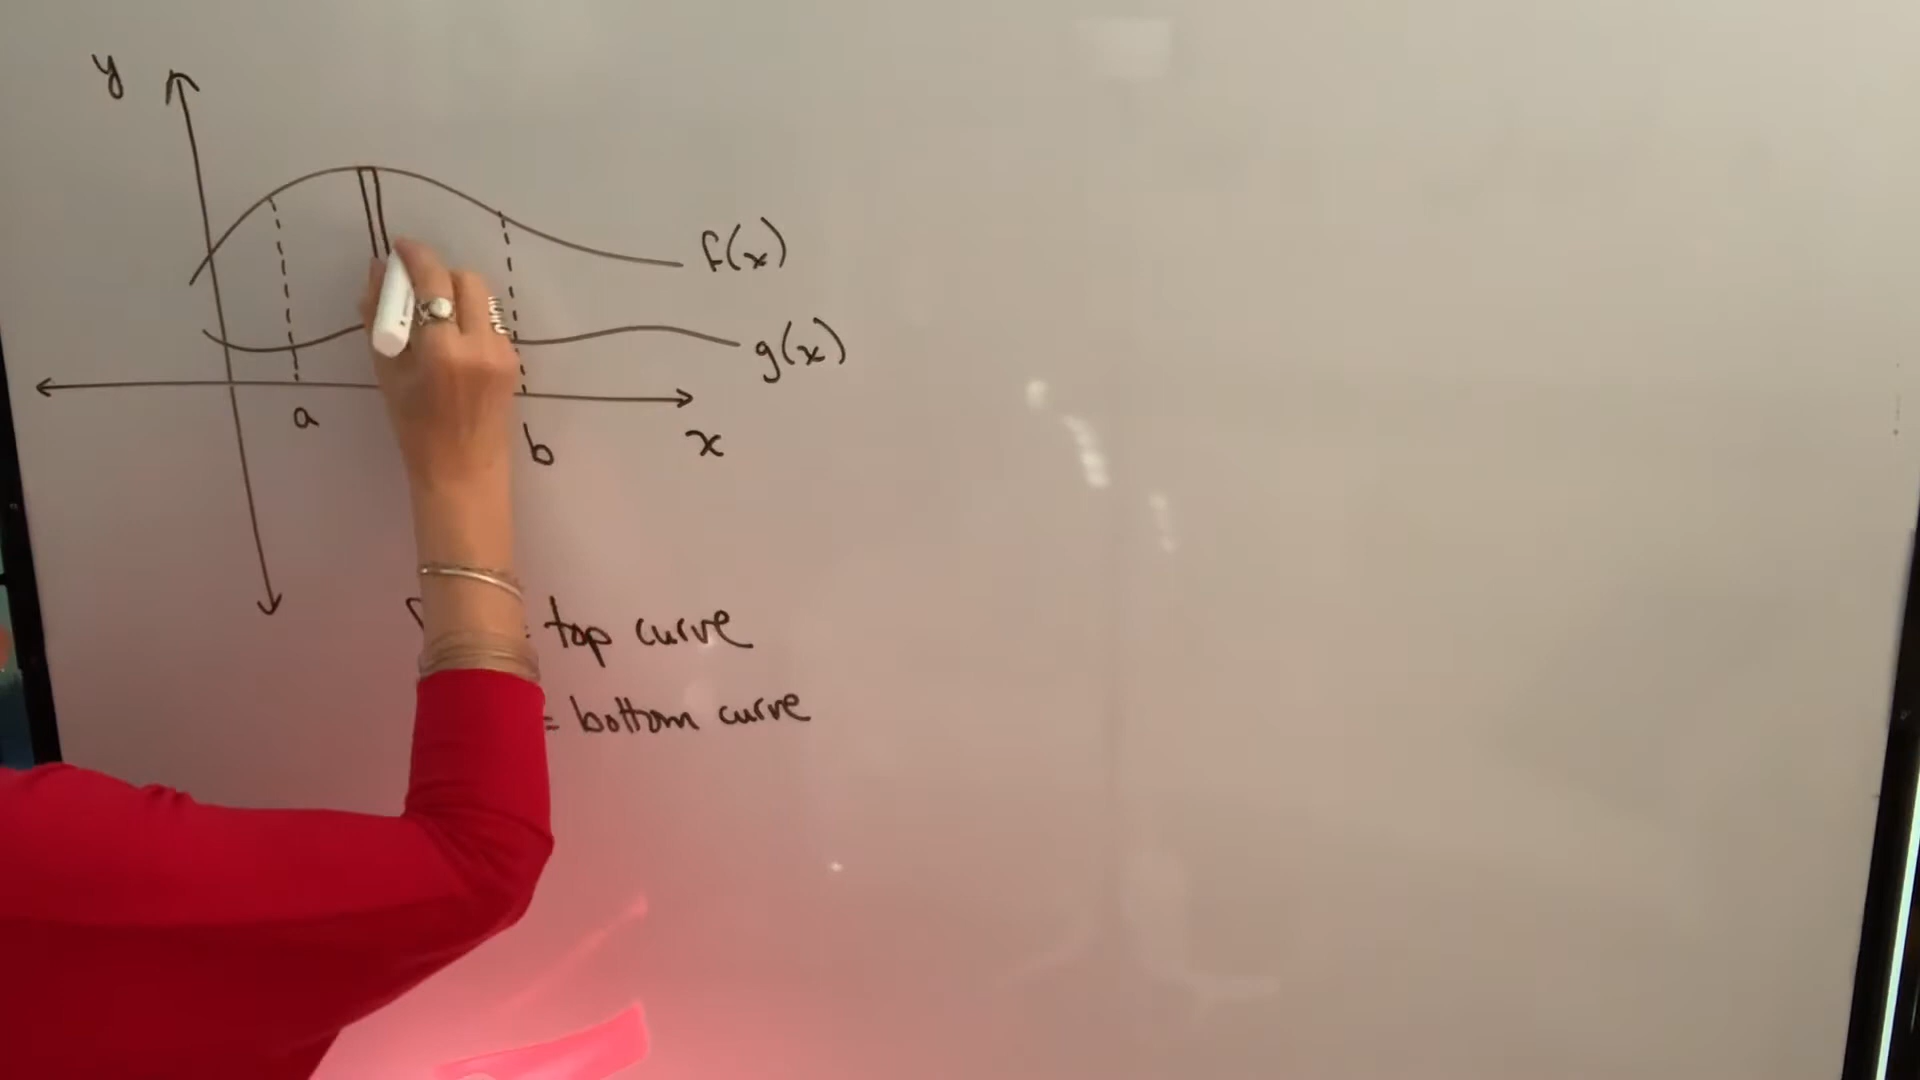 y
f(x)
g(x)
a
b
x
= top curve
= bottom curve